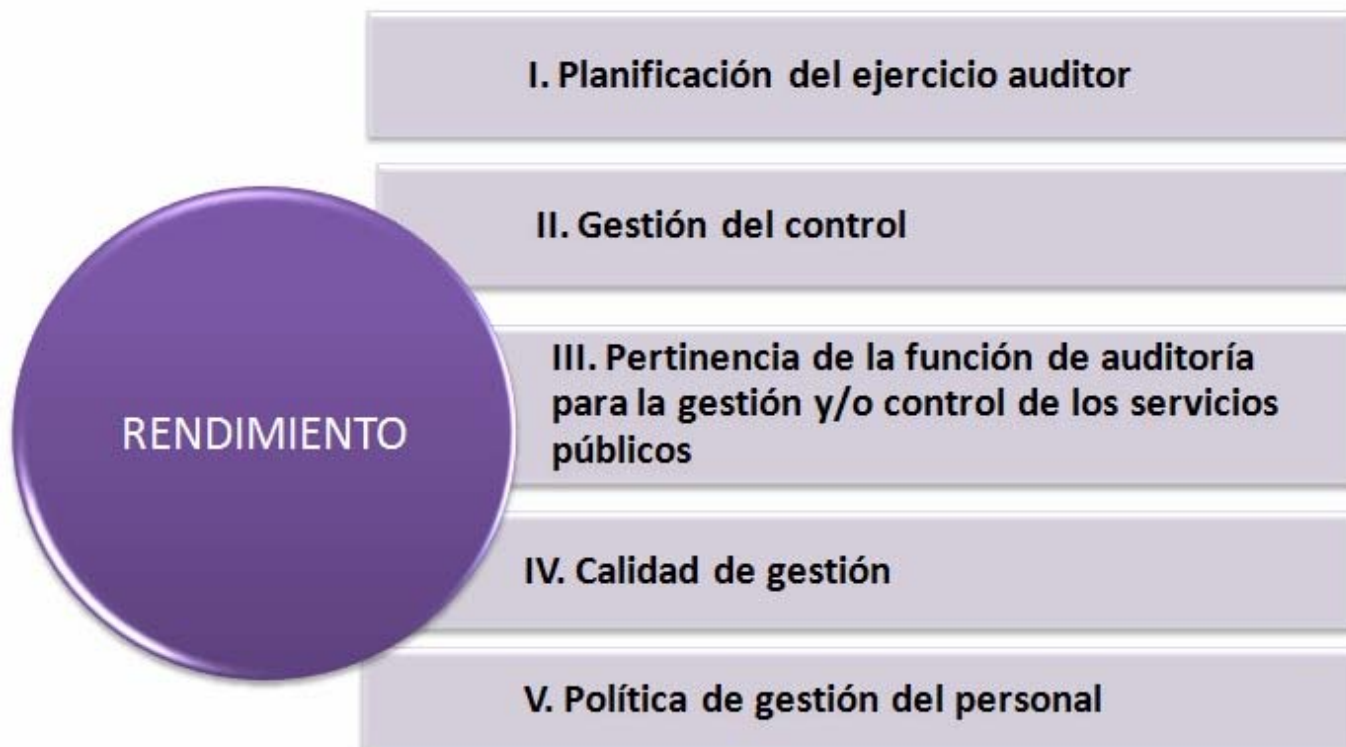 I. Planificación del ejercicio auditor
II. Gestión del control
III. Pertinencia de la función de auditoría
para la gestión y/o control de los servicios
públicos
RENDIMIENTO
IV. Calidad de gestión
V. Política de gestión del personal